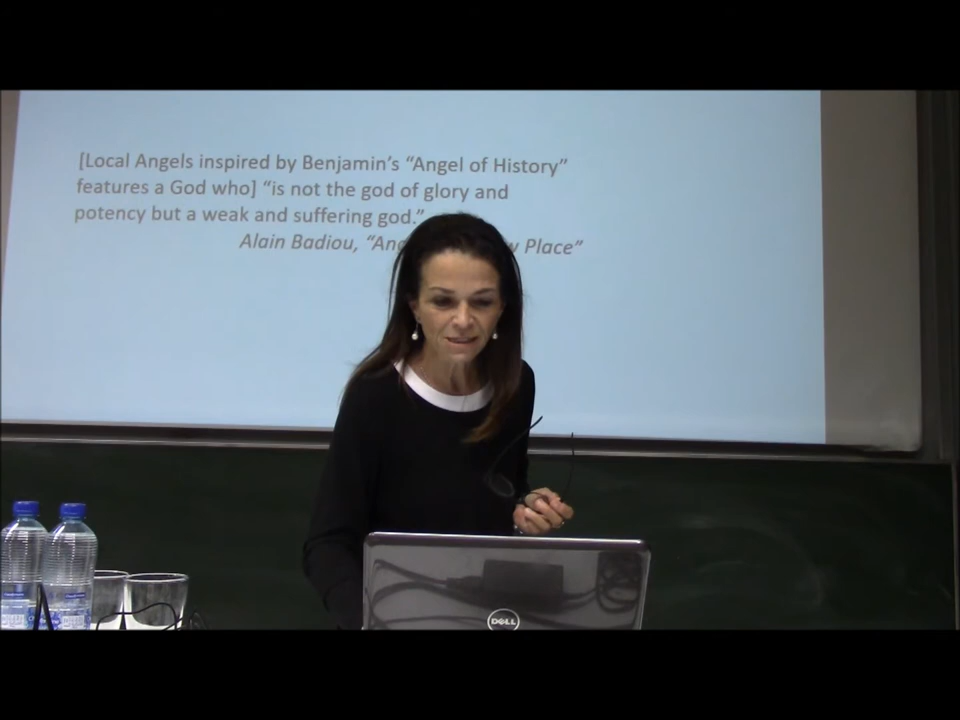 [Local Angels inspired by Benjamin's “Angel of History”
features a God who] “is not the god of glory and
potency but a weak and suffering god.”
Alain Badiou, Place”
DELL